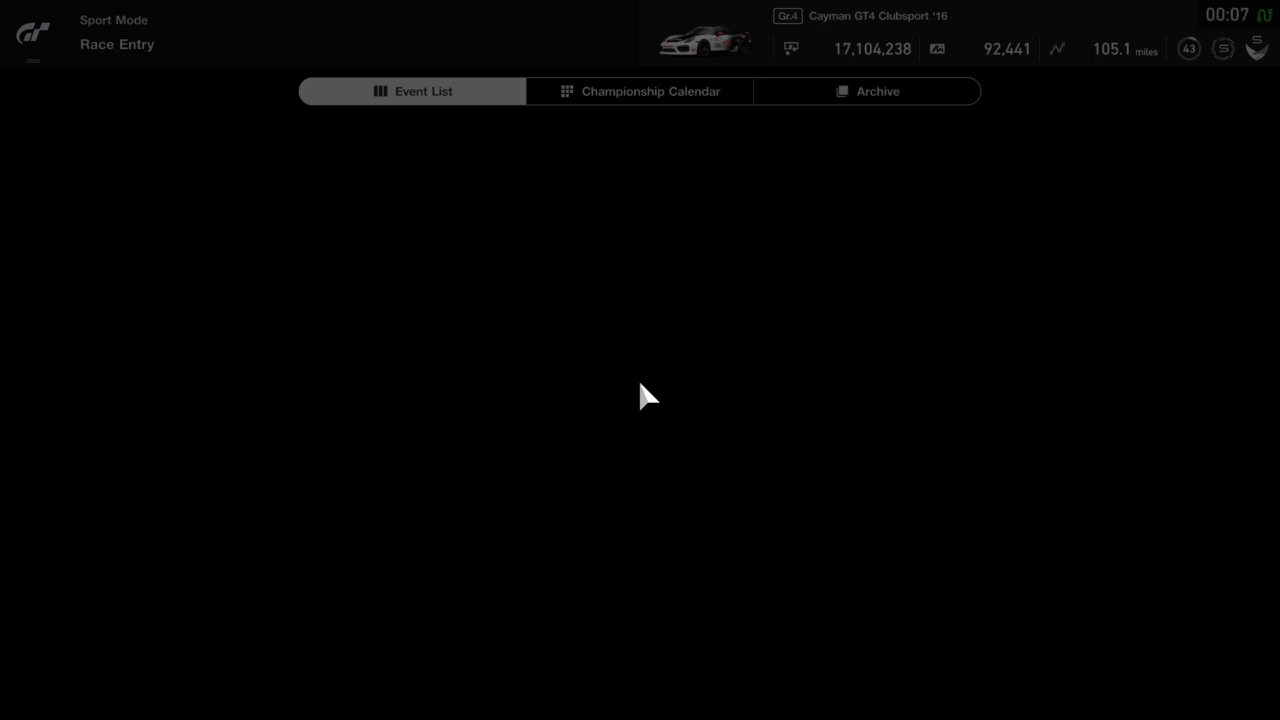 Sport Mode
Race Entry
Gr.4 Cayman GT4 Clubsport '16
00:07
17,104,238
92,441
105.1 miles
43
S
S
Event List
Championship Calendar
Archive